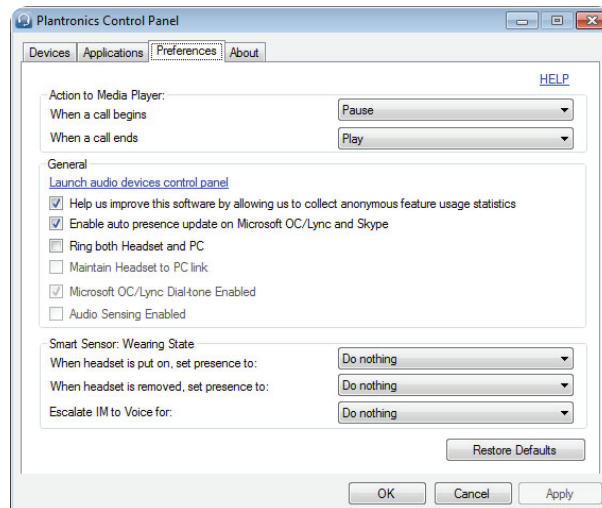 Plantronics Control Panel
Devices Applications Preferences About
HELP
Action to Media Player:
When a call begins Pause
When a call ends Play
General
Launch audio devices control panel
Help us improve this software by allowing us to collect anonymous feature usage statistics
Enable auto presence update on Microsoft OC/Lync and Skype
Ring both Headset and PC
Maintain Headset to PC link
Microsoft OC/Lync Dial-tone Enabled
Audio Sensing Enabled
Smart Sensor: Wearing State
When headset is put on, set presence to: Do nothing
When headset is removed, set presence to: Do nothing
Escalate IM to Voice for: Do nothing
Restore Defaults
OK Cancel Apply